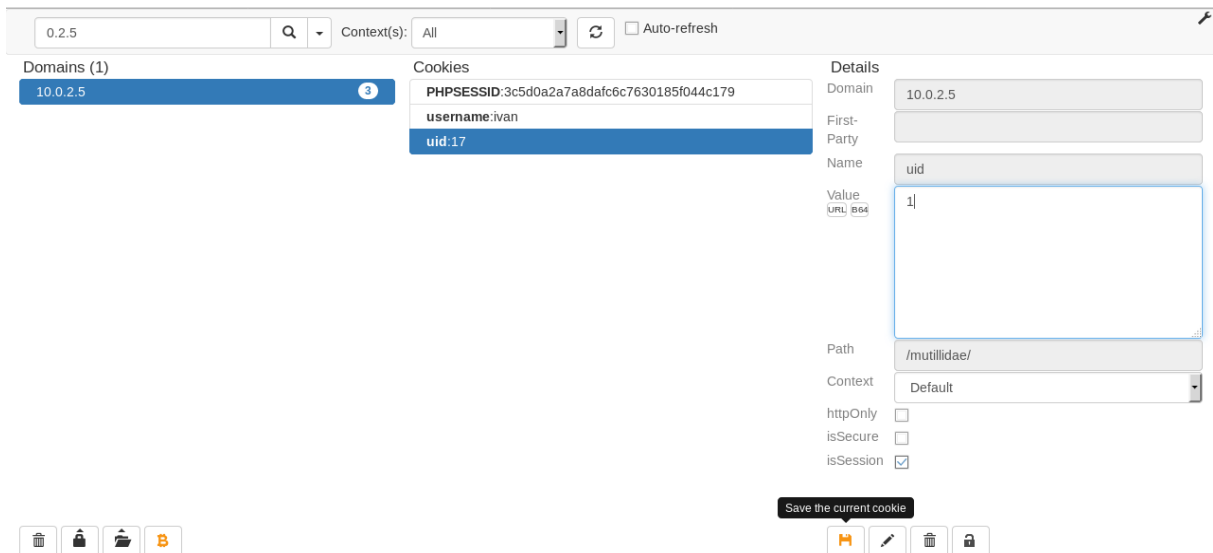 0.2.5
Context(s): All
Auto-refresh
Domains (1)
10.0.2.5 3
Cookies
PHPSESSID:3c5d0a2a7a8dafc6c7630185f044c179
username:ivan
uid:17
Details
Domain 10.0.2.5
First-
Party
Name uid
Value 1
URL B64
Path /mutillidae/
Context Default
httpOnly
isSecure
isSession
Save the current cookie